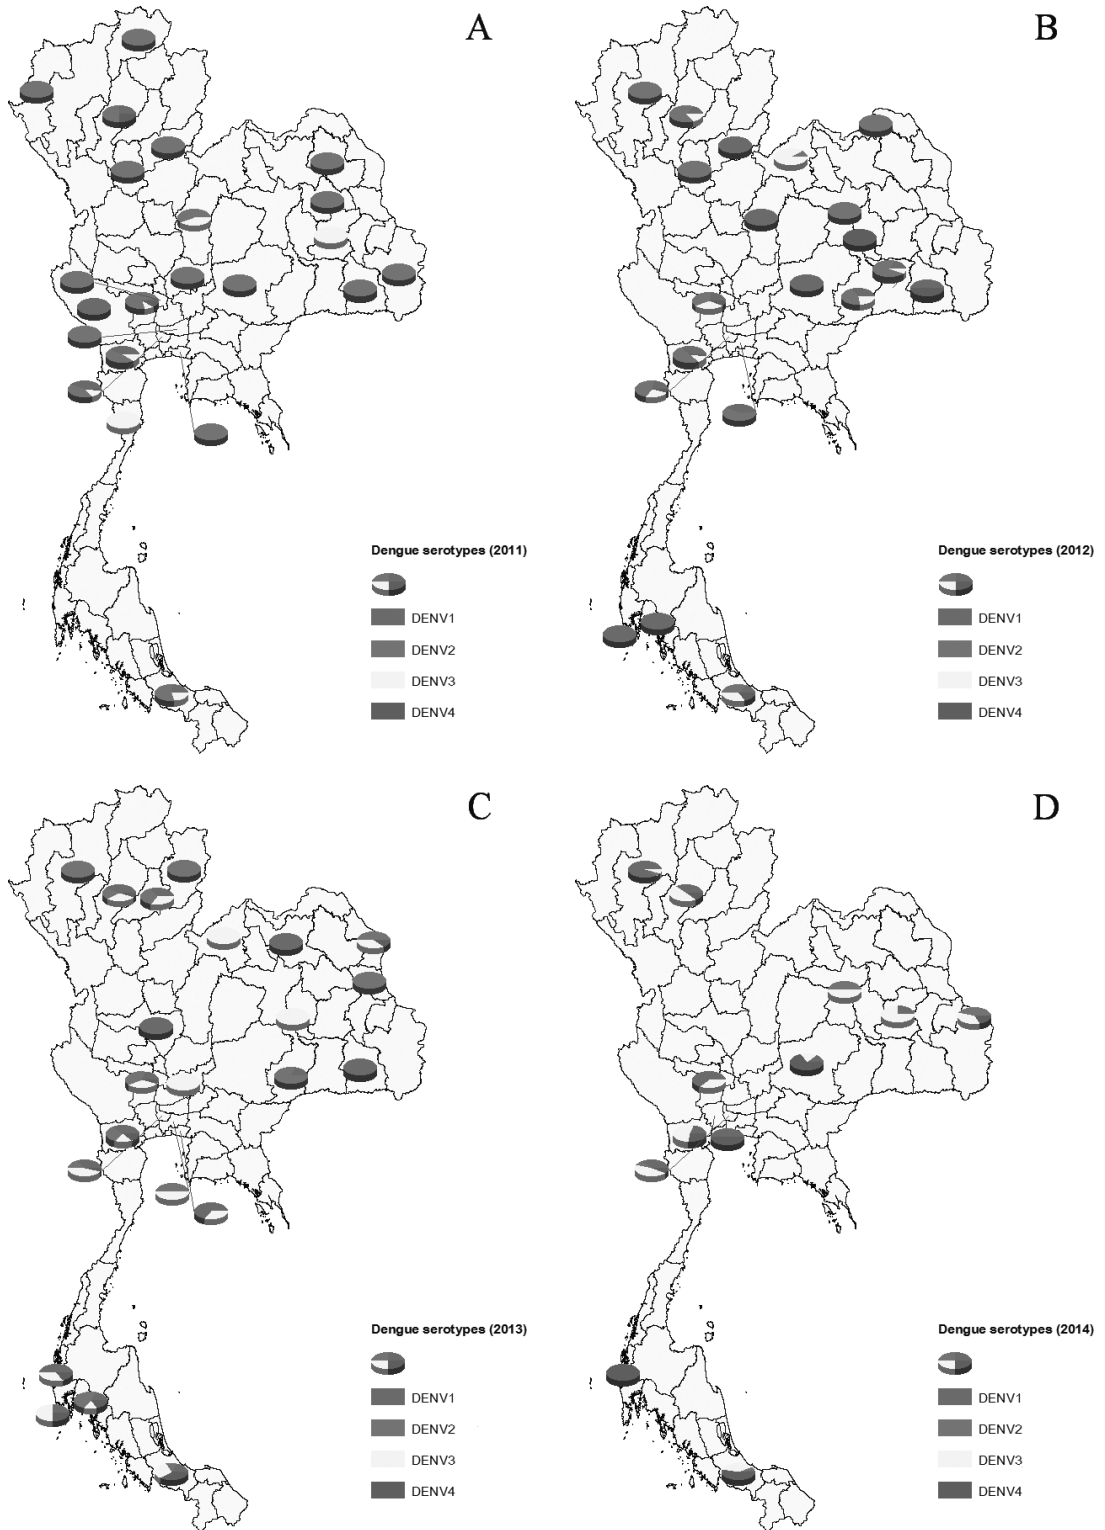 A
B
Dengue serotypes (2011)
DENV1
DENV2
DENV3
DENV4
Dengue serotypes (2012)
DENV1
DENV2
DENV3
DENV4
C
D
Dengue serotypes (2013)
DENV1
DENV2
DENV3
DENV4
Dengue serotypes (2014)
DENV1
DENV2
DENV3
DENV4